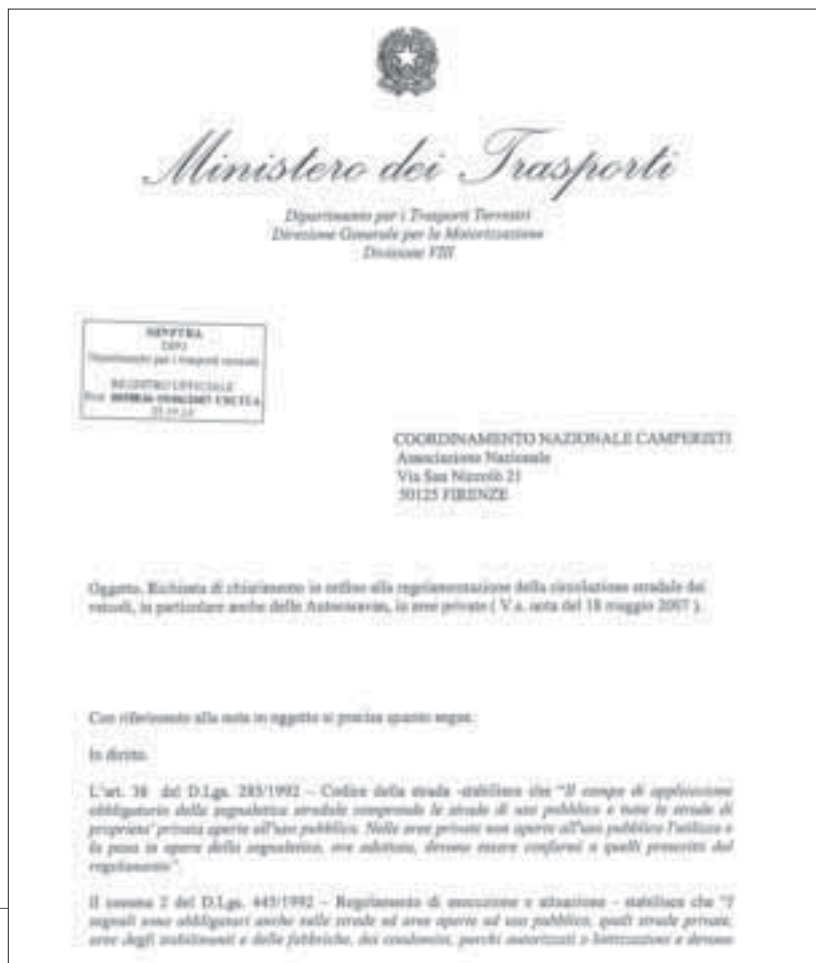 Ministero dei Trasporti
Dipartimento per i Trasporti Terrestri
Direzione Generale per la Motorizzazione
Divisione VIII
Dipartimento per i trasporti terrestri
REGISTRO UFFICIALE
COORDINAMENTO NAZIONALE CAMPERISTI
Associazione Nazionale
Via San Niccolò 21
50125 FIRENZE
Oggetto. Richiesta di chiarimento in ordine alla regolamentazione della circolazione stradale dei
veicoli, in particolare anche delle Autocaravan, in aree private ( V.s. nota del 18 maggio 2007 ).
Con riferimento alla nota in oggetto si precisa quanto segue.
In diritto.
L'art. 38 del D.Lgs. 285/1992 – Codice della strada -stabilisce che "Il campo di applicazione
obbligatorio della segnaletica stradale comprende le strade di uso pubblico e tutte le strade di
proprieta' privata aperte all'uso pubblico. Nelle aree private non aperte all'uso pubblico l'utilizzo e
la posa in opera della segnaletica, ove adottata, devono essere conformi a quelli prescritti dal
regolamento".
Il comma 2 del D.Lgs. – Regolamento di esecuzione e attuazione - stabilisce che "I
segnali sono obbligatori anche sulle strade ed aree aperte ad uso pubblico, quali strade private,
aree degli stabilimenti e delle fabbriche, dei condomini, parchi autorizzati o lottizzazioni e devono